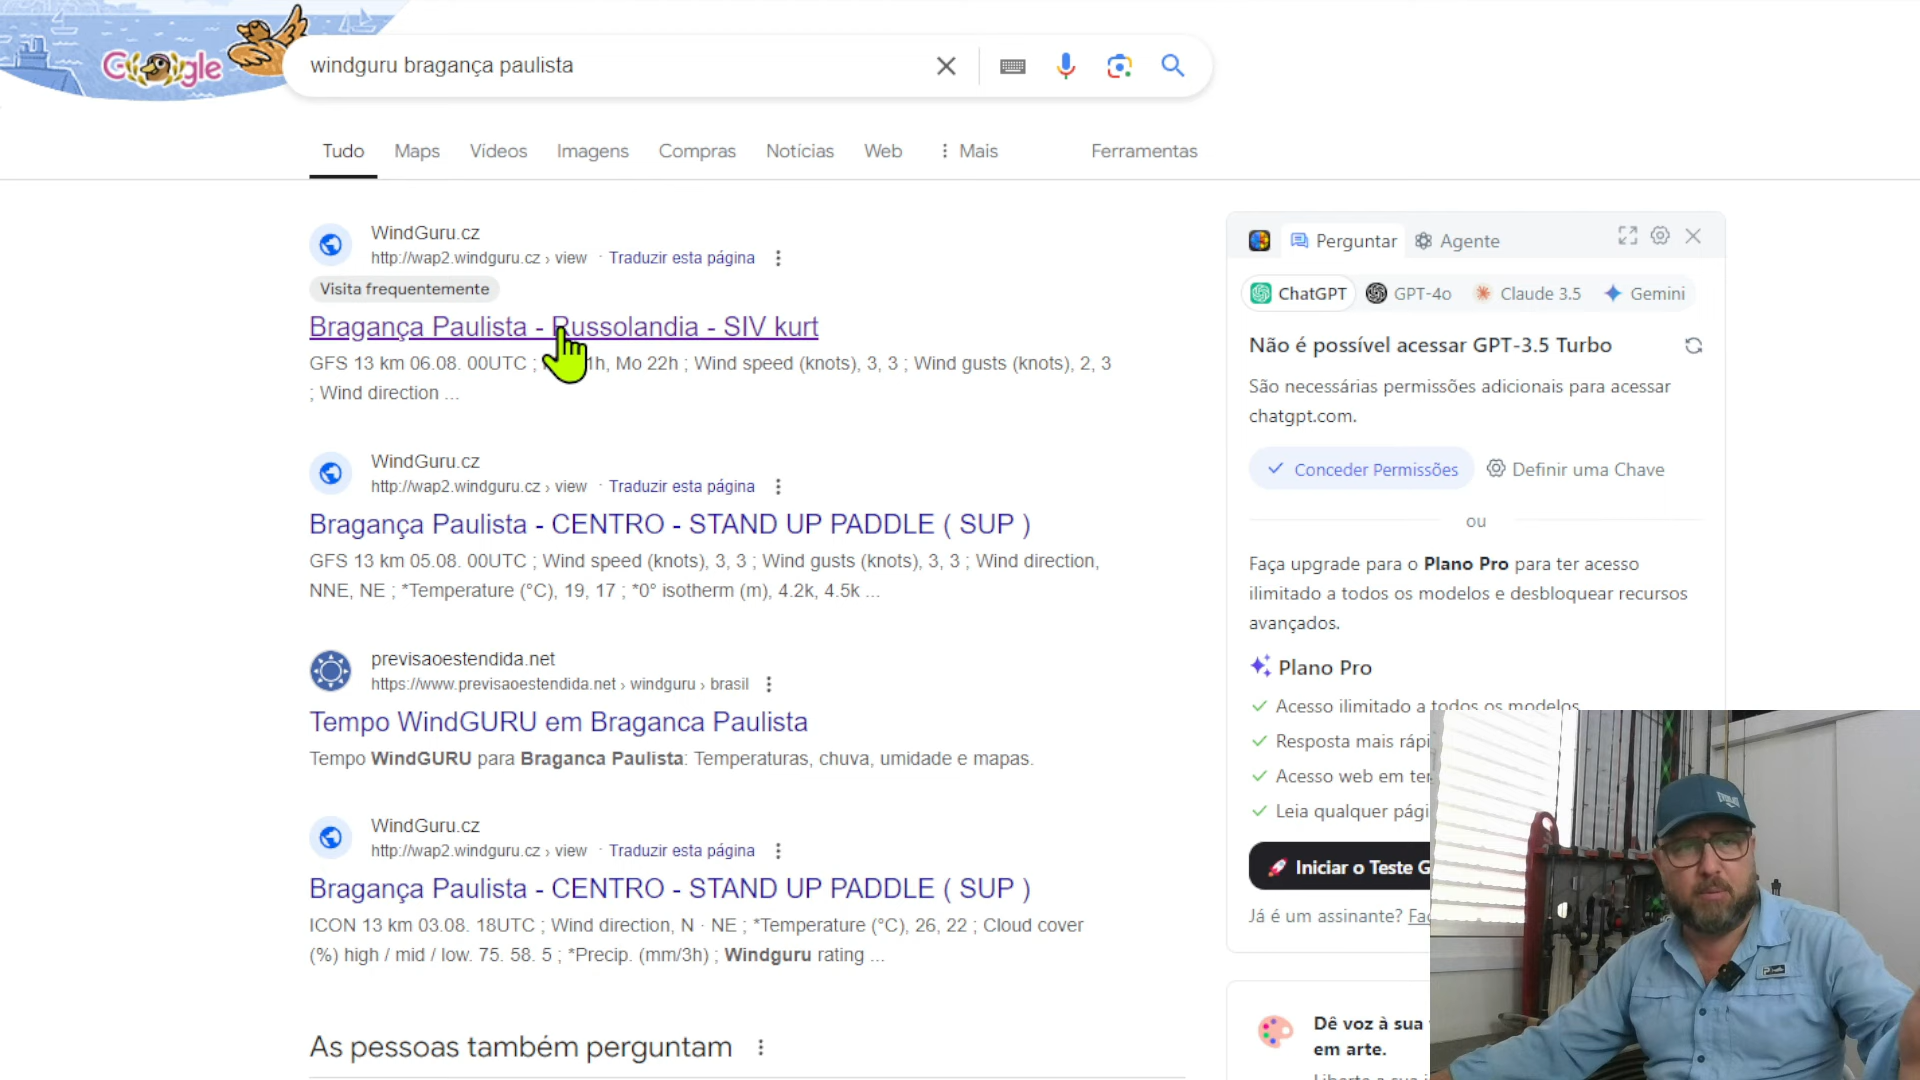 Google
windguru bragança paulista
Tudo
Maps
Vídeos
Imagens
Compras
Notícias
Web
Mais
Ferramentas
WindGuru.cz
http://wap2.windguru.cz › view · Traduzir esta página
Visita frequentemente
Bragança Paulista - Russolandia - SIV kurt
GFS 13 km 06.08. 00UTC ; 1h, Mo 22h ; Wind speed (knots), 3, 3 ; Wind gusts (knots), 2, 3
; Wind direction ...
WindGuru.cz
http://wap2.windguru.cz › view · Traduzir esta página
Bragança Paulista - CENTRO - STAND UP PADDLE ( SUP )
GFS 13 km 05.08. 00UTC ; Wind speed (knots), 3, 3 ; Wind gusts (knots), 3, 3 ; Wind direction,
NNE, NE ; *Temperature (°C), 19, 17 ; *0° isotherm (m), 4.2k, 4.5k ...
previsaoestendida.net
https://www.previsaoestendida.net › windguru › brasil
Tempo WindGURU em Braganca Paulista
Tempo WindGURU para Braganca Paulista: Temperaturas, chuva, umidade e mapas.
WindGuru.cz
http://wap2.windguru.cz › view · Traduzir esta página
Bragança Paulista - CENTRO - STAND UP PADDLE ( SUP )
ICON 13 km 03.08. 18UTC ; Wind direction, N · NE ; *Temperature (°C), 26, 22 ; Cloud cover
(%) high / mid / low. 75. 58. 5 ; *Precip. (mm/3h) ; Windguru rating ...
As pessoas também perguntam
Perguntar
Agente
ChatGPT
GPT-4o
Claude 3.5
Gemini
Não é possível acessar GPT-3.5 Turbo
São necessárias permissões adicionais para acessar
chatgpt.com.
Conceder Permissões
Definir uma Chave
ou
Faça upgrade para o Plano Pro para ter acesso
ilimitado a todos os modelos e desbloquear recursos
avançados.
Plano Pro
Acesso ilimitado a todos os modelos
Resposta mais rápi
Acesso web em te
Leia qualquer pági
Iniciar o Teste G
Já é um assinante? Fa
Dê voz à sua
em arte.